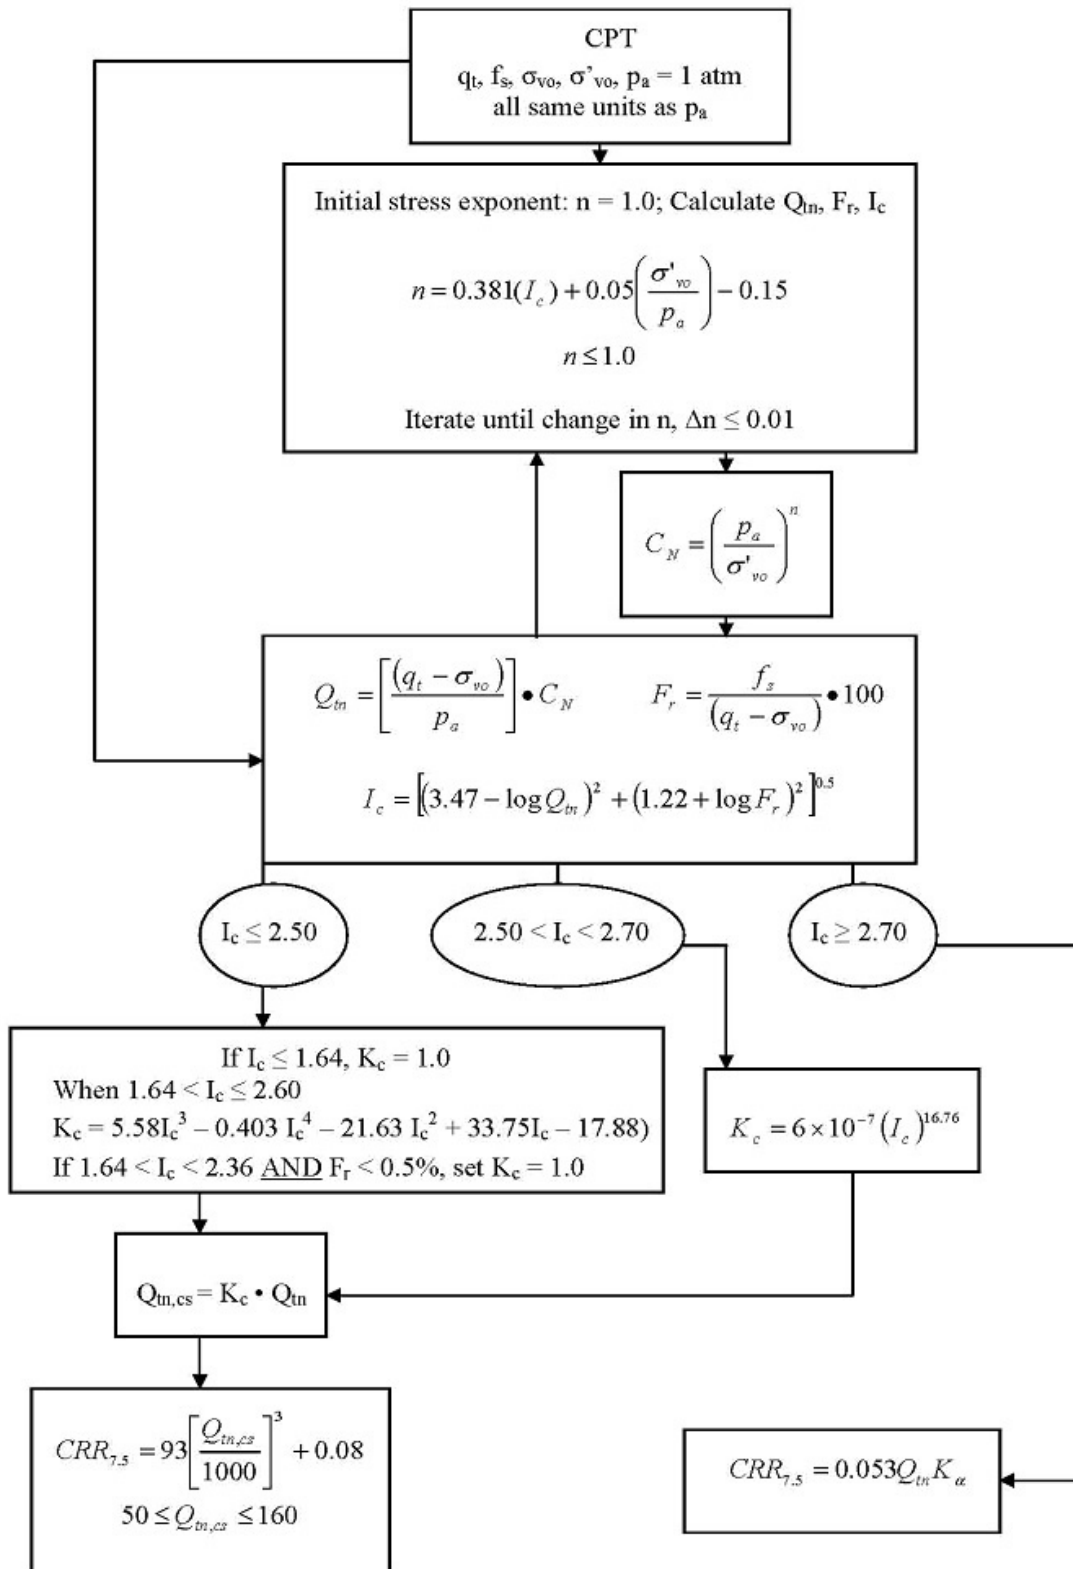 CPT
qt, fs, σvo, σ'vo, pa = 1 atm
all same units as pa
Initial stress exponent: n = 1.0; Calculate Qtn, Fr, Ic
n = 0.381(Ic) + 0.05(σ'vo / pa) − 0.15
n ≤ 1.0
Iterate until change in n, Δn ≤ 0.01
CN = (pa / σ'vo)^n
Qtn = [(qt − σvo) / pa] • CN    Fr = fs / (qt − σvo) • 100
Ic = [(3.47 − log Qtn)^2 + (1.22 + log Fr)^2]^0.5
Ic ≤ 2.50    2.50 < Ic < 2.70    Ic ≥ 2.70
If Ic ≤ 1.64, Kc = 1.0
When 1.64 < Ic ≤ 2.60
Kc = 5.58Ic^3 – 0.403 Ic^4 – 21.63 Ic^2 + 33.75Ic – 17.88)
If 1.64 < Ic < 2.36 AND Fr < 0.5%, set Kc = 1.0
Kc = 6 × 10^-7 (Ic)^16.76
Qtn,cs = Kc • Qtn
CRR7.5 = 93[Qtn,cs / 1000]^3 + 0.08
50 ≤ Qtn,cs ≤ 160
CRR7.5 = 0.053Qtn Kα